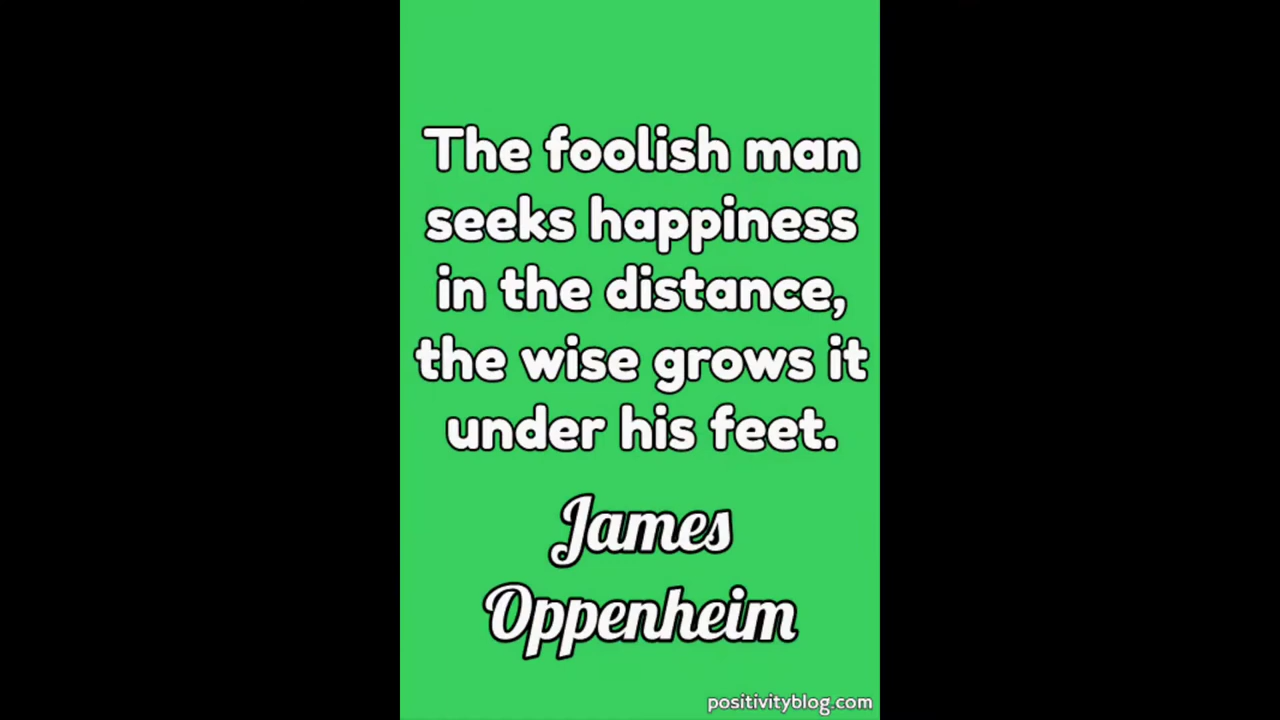 The foolish man
seeks happiness
in the distance,
the wise grows it
under his feet.
James
Oppenheim
positivityblog.com